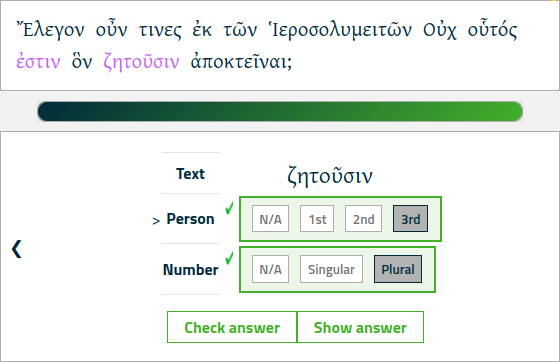 Ἔλεγον οὖν τινες ἐκ τῶν Ἱεροσολυμειτῶν Οὐχ οὗτός
ἐστιν ὃν ζητοῦσιν ἀποκτεῖναι;
Text ζητοῦσιν
> Person ✓ N/A 1st 2nd 3rd
❮
Number ✓ N/A Singular Plural
Check answer Show answer